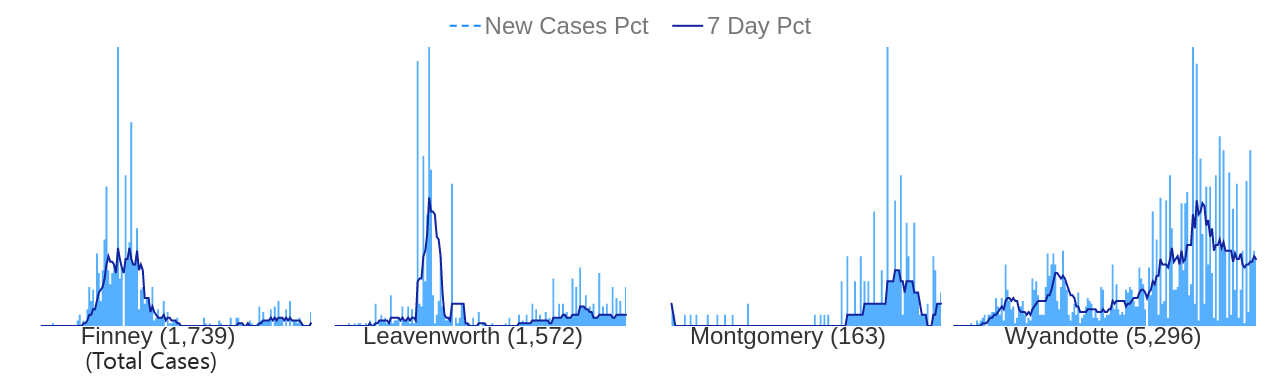 New Cases Pct 7 Day Pct
Finney (1,739) Leavenworth (1,572) Montgomery (163) Wyandotte (5,296)
(Total Cases)